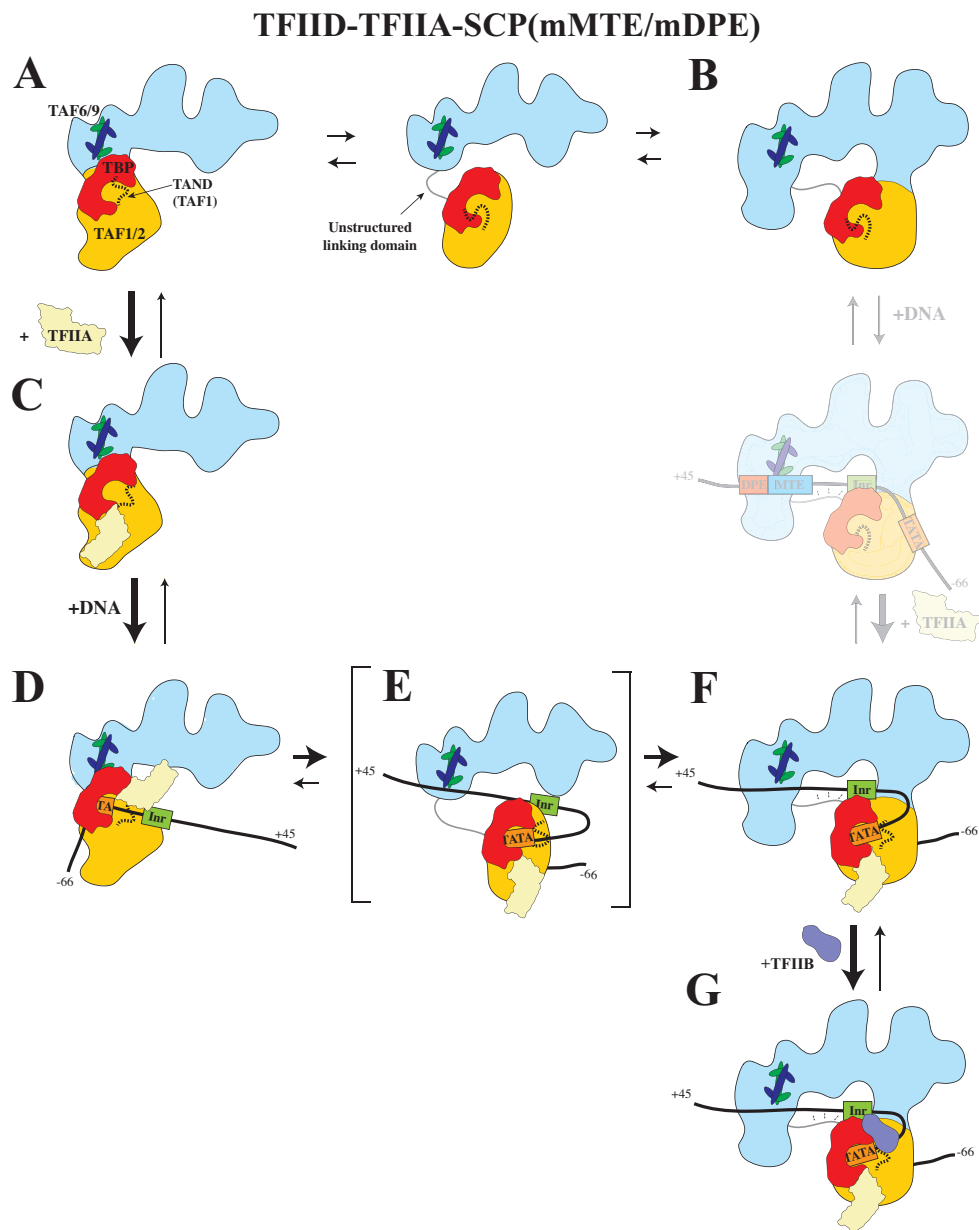 TFIID-TFIIA-SCP(mMTE/mDPE)
A
B
TAF6/9
TBP
TAND
(TAF1)
TAF1/2
Unstructured
linking domain
+ TFIIA
+DNA
C
+45
DPE MTE Inr
TATA
-66
+DNA
+ TFIIA
D
E
F
TA
Inr
+45
-66
+45
Inr
TATA
-66
+45
Inr
TATA
-66
+TFIIB
G
+45
Inr
TATA
-66